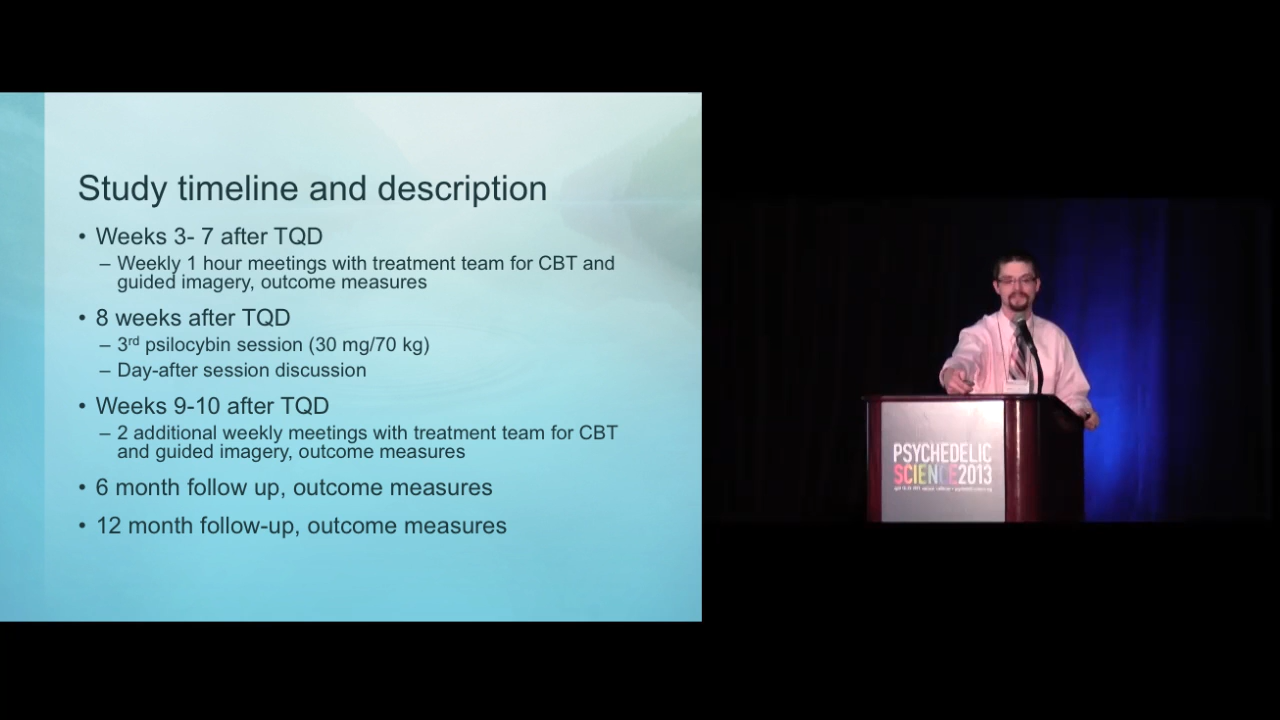 Study timeline and description
• Weeks 3- 7 after TQD
– Weekly 1 hour meetings with treatment team for CBT and
guided imagery, outcome measures
• 8 weeks after TQD
– 3rd psilocybin session (30 mg/70 kg)
– Day-after session discussion
• Weeks 9-10 after TQD
– 2 additional weekly meetings with treatment team for CBT
and guided imagery, outcome measures
• 6 month follow up, outcome measures
• 12 month follow-up, outcome measures
PSYCHEDELIC
SCIENCE2013